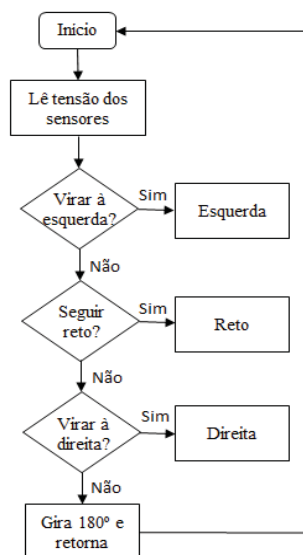 Inicio
Lê tensão dos
sensores
Virar à
esquerda?
Sim
Esquerda
Não
Seguir
reto?
Sim
Reto
Não
Virar à
direita?
Sim
Direita
Não
Gira 180º e
retorna